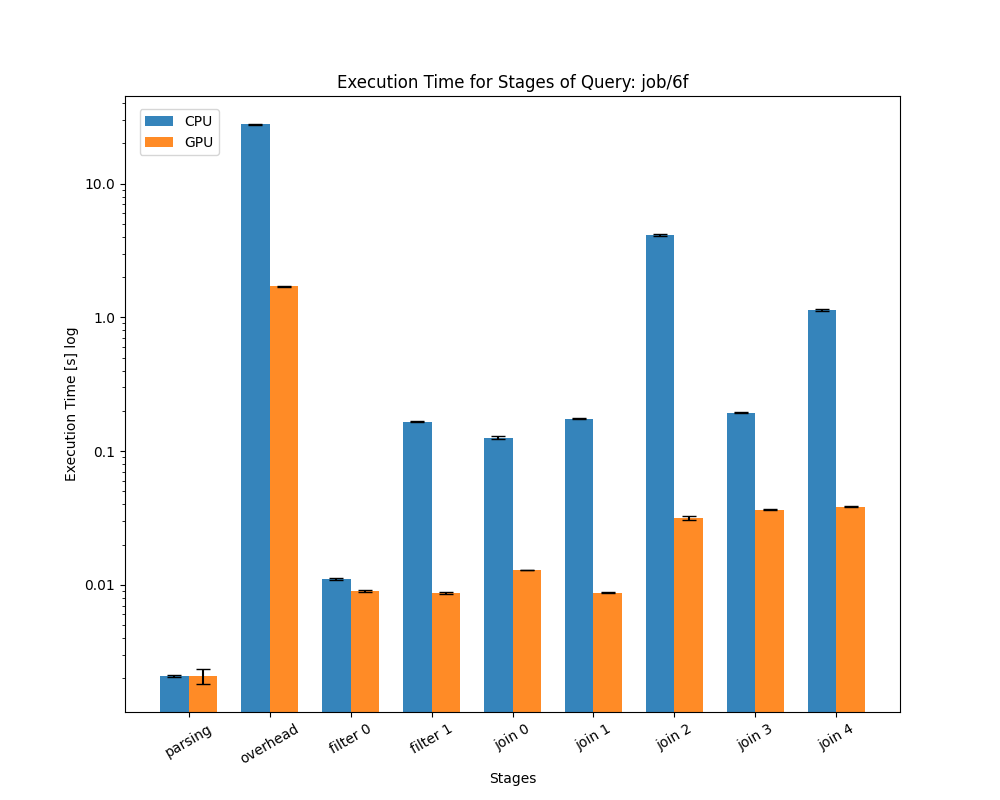 Execution Time for Stages of Query: job/6f
CPU
GPU
10.0
1.0
0.1
0.01
Execution Time [s] log
parsing
overhead
filter 0
filter 1
join 0
join 1
join 2
join 3
join 4
Stages